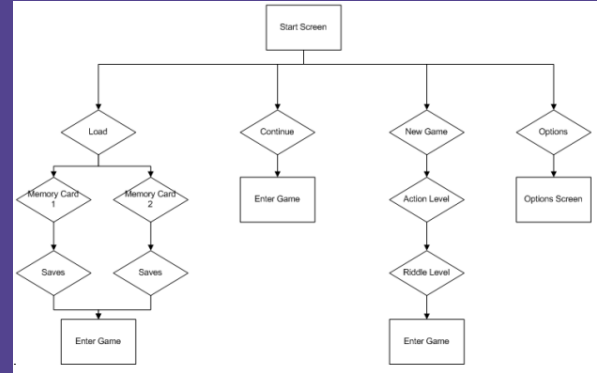 Start Screen
Load
Continue
New Game
Options
Memory Card
1
Memory Card
2
Enter Game
Action Level
Options Screen
Saves
Saves
Riddle Level
Enter Game
Enter Game